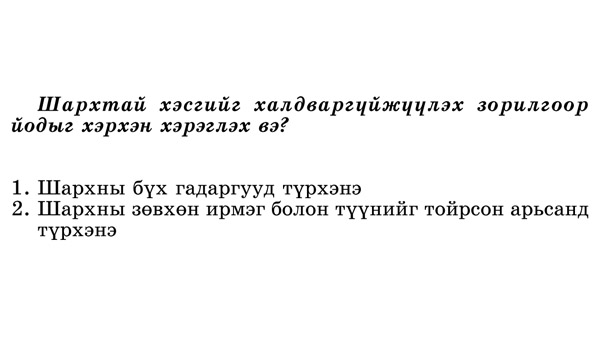 Шархтай хэсгийг халдваргүйжүүлэх зорилгоор
йодыг хэрхэн хэрэглэх вэ?
1. Шархны бүх гадаргууд түрхэнэ
2. Шархны зөвхөн ирмэг болон түүнийг тойрсон арьсанд
түрхэнэ